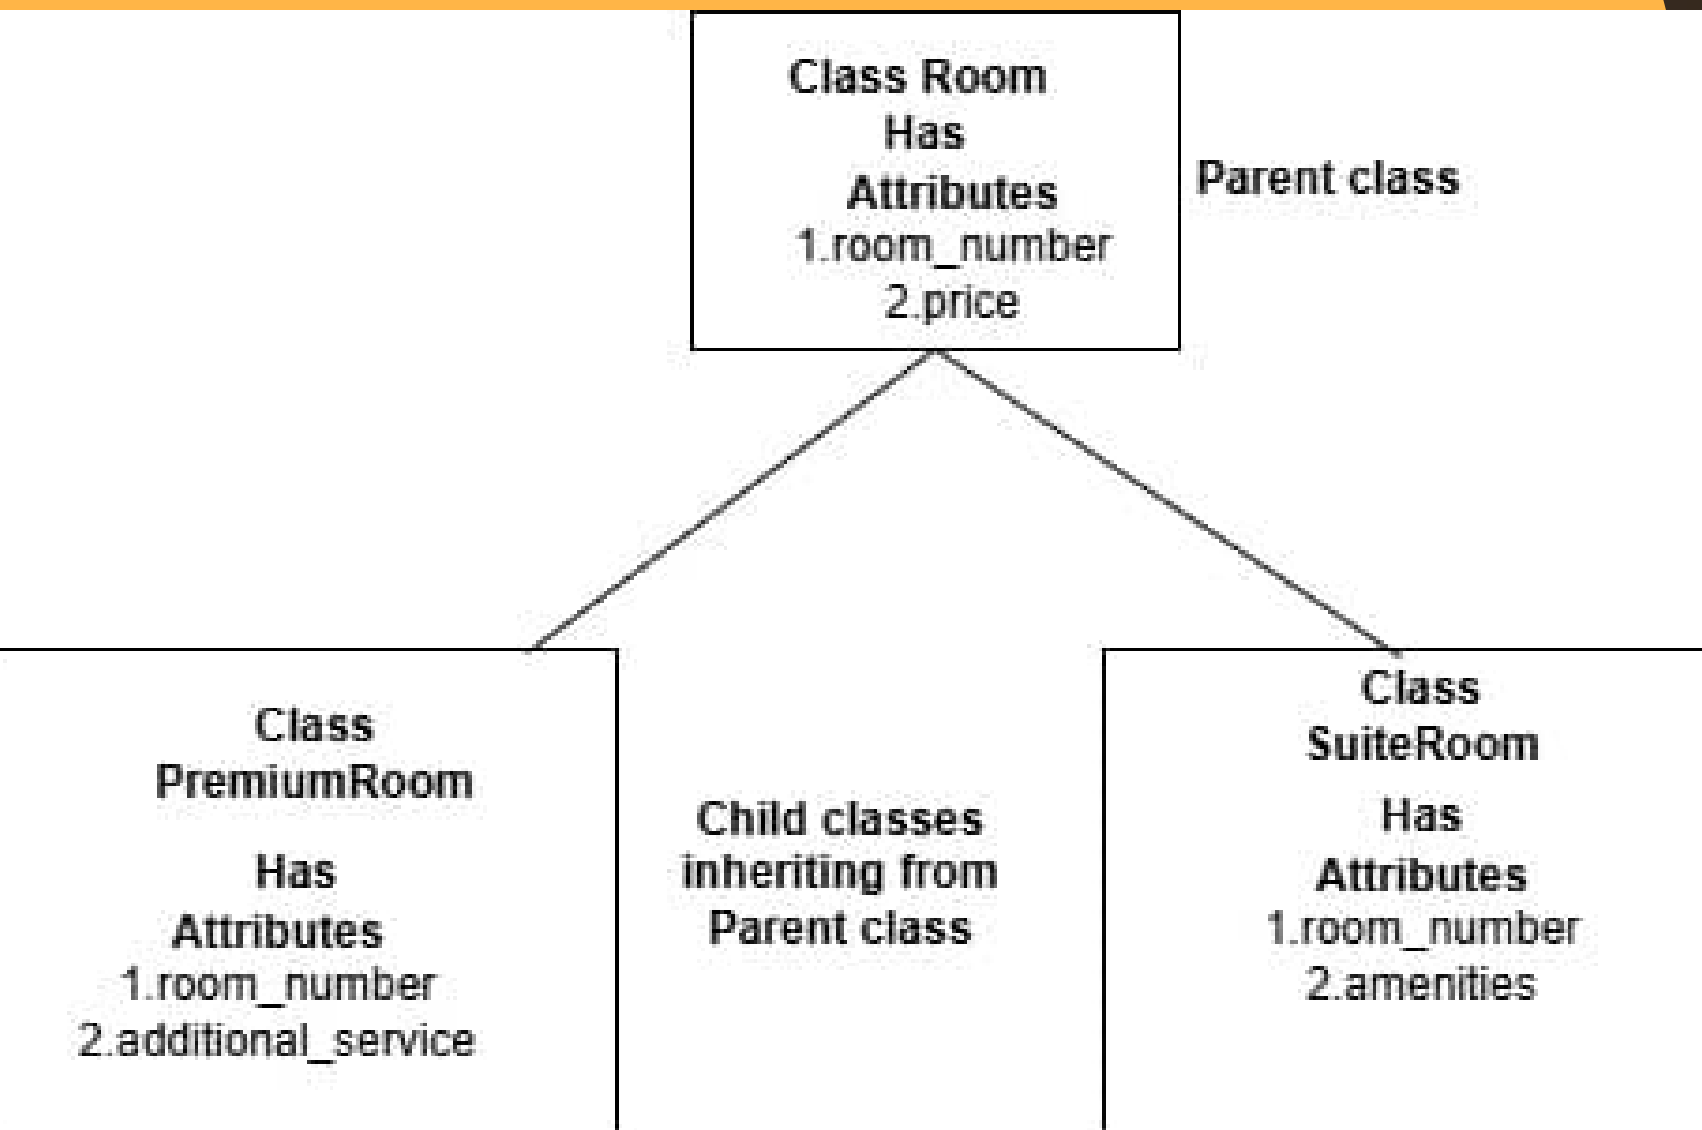 Class Room
Has
Attributes
1.room_number
2.price
Parent class
Class
PremiumRoom
Has
Attributes
1.room_number
2.additional_service
Child classes
inheriting from
Parent class
Class
SuiteRoom
Has
Attributes
1.room_number
2.amenities